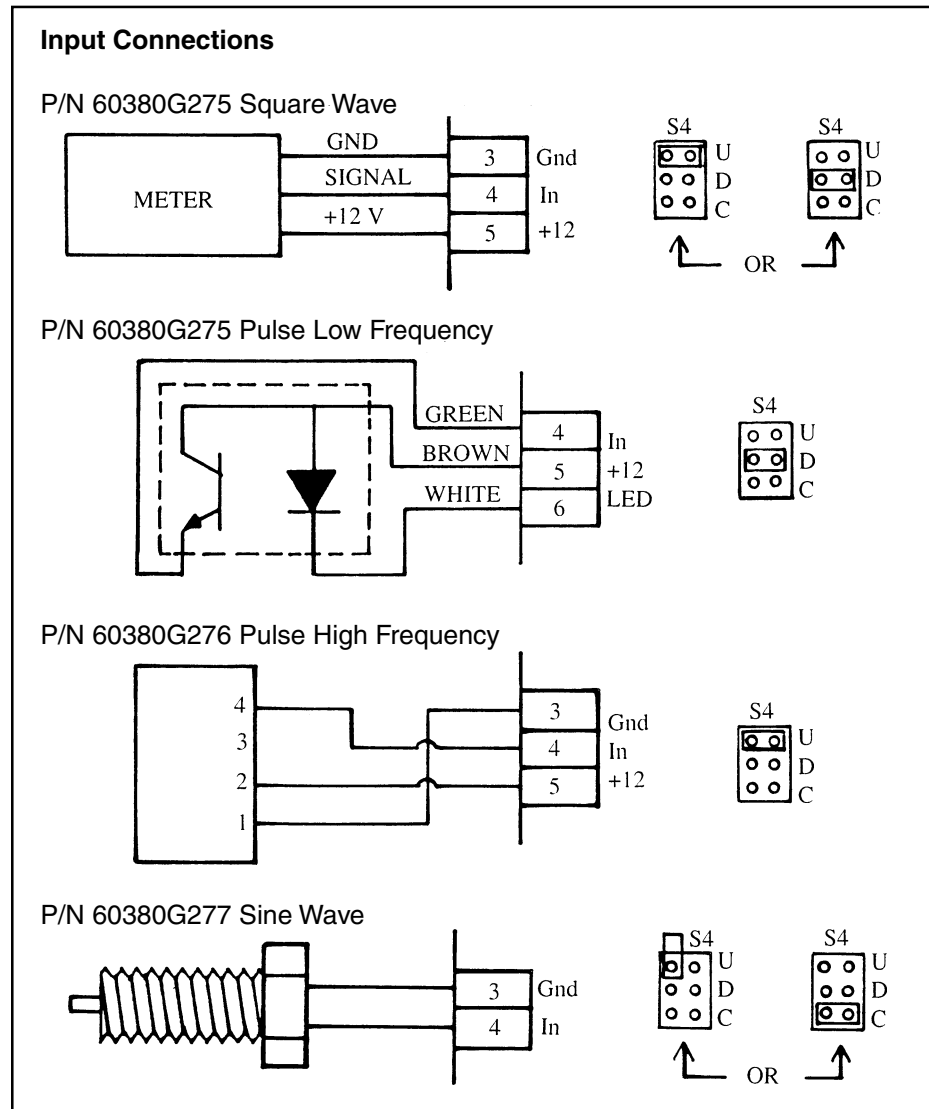 Input Connections
P/N 60380G275 Square Wave
METER
GND
SIGNAL
+12 V
3 Gnd
4 In
5 +12
S4
U
D
C
S4
U
D
C
OR
P/N 60380G275 Pulse Low Frequency
GREEN
BROWN
WHITE
4 In
5 +12
6 LED
S4
U
D
C
P/N 60380G276 Pulse High Frequency
4
3
2
1
3 Gnd
4 In
5 +12
S4
U
D
C
P/N 60380G277 Sine Wave
3 Gnd
4 In
S4
U
D
C
S4
U
D
C
OR